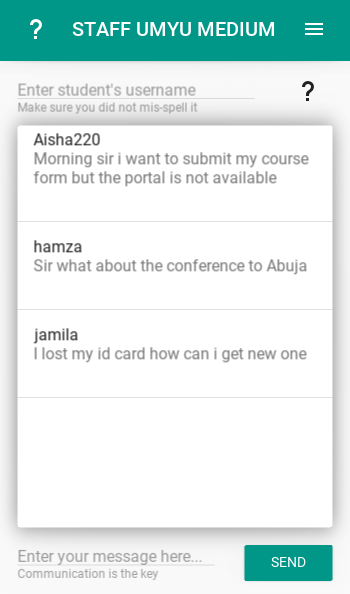 ? STAFF UMYU MEDIUM
Enter student's username ?
Make sure you did not mis-spell it
Aisha220
Morning sir i want to submit my course
form but the portal is not available
hamza
Sir what about the conference to Abuja
jamila
I lost my id card how can i get new one
Enter your message here... SEND
Communication is the key